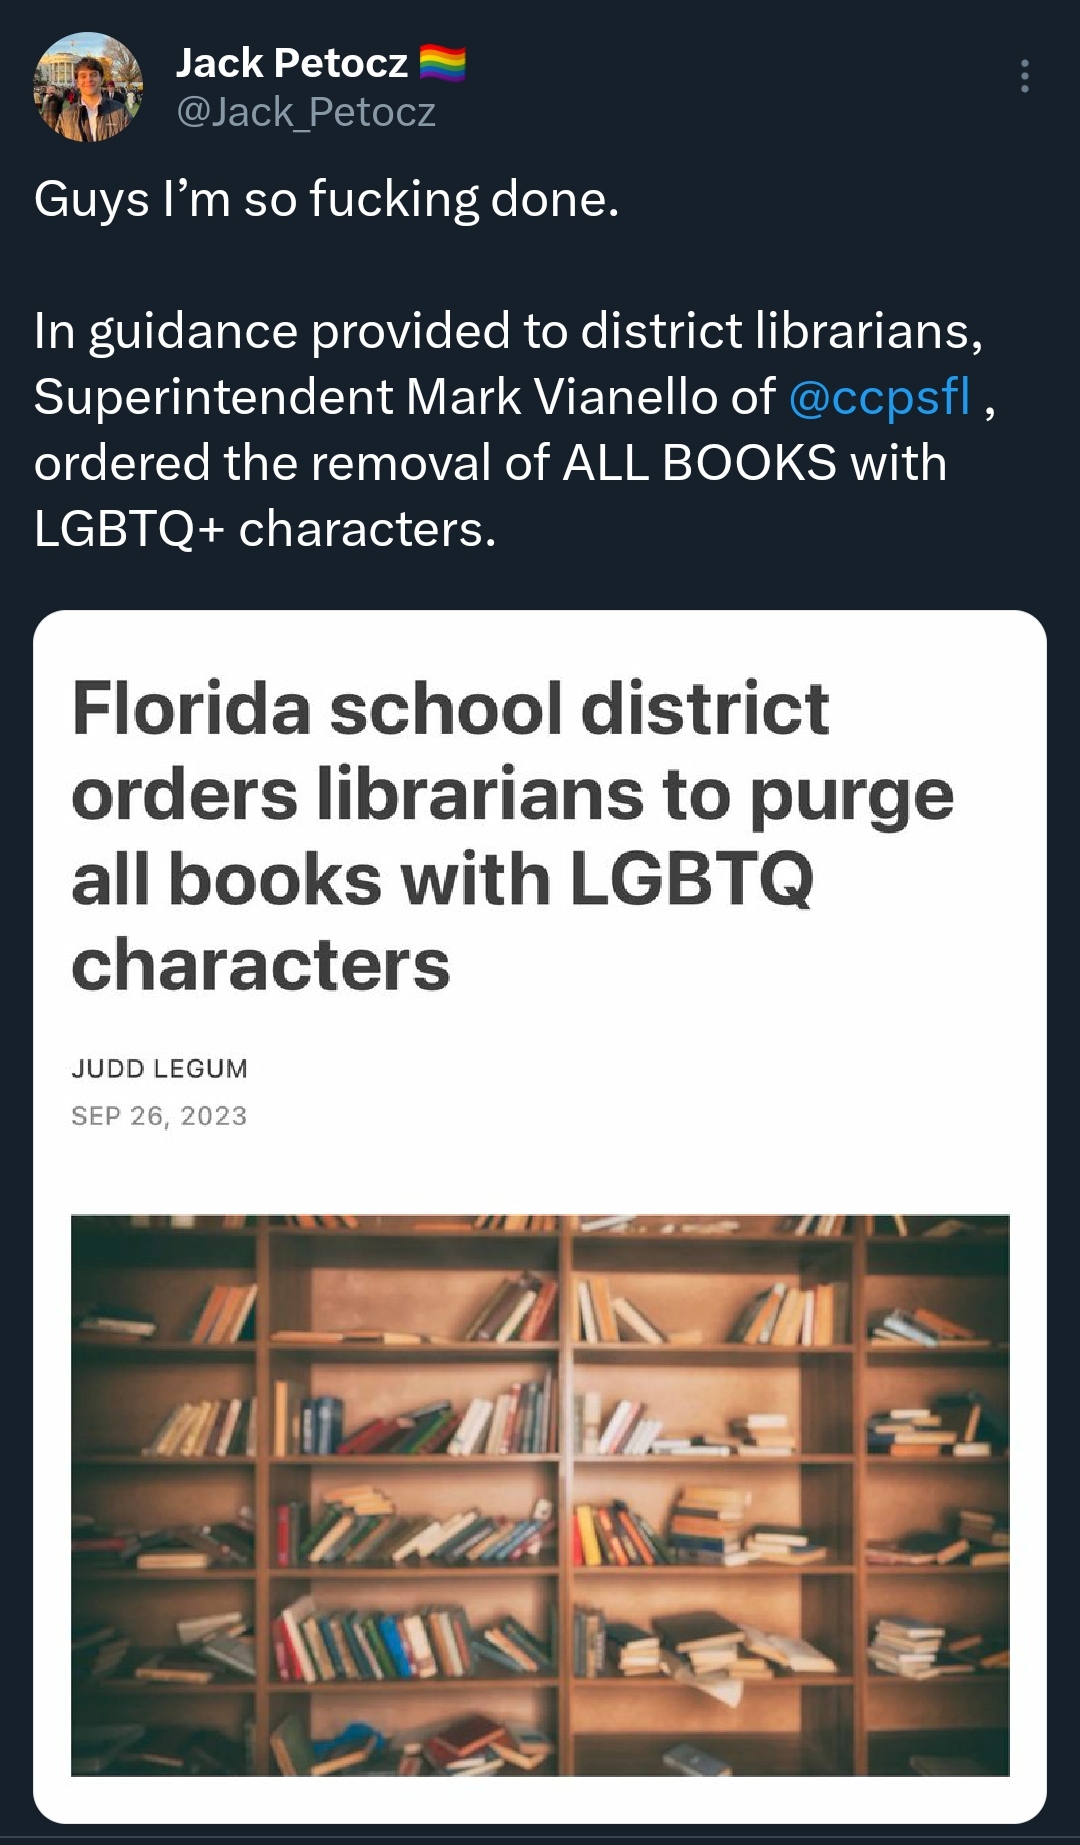 Jack Petocz 🏳️‍🌈
@Jack_Petocz
Guys I’m so fucking done.
In guidance provided to district librarians,
Superintendent Mark Vianello of @ccpsfl ,
ordered the removal of ALL BOOKS with
LGBTQ+ characters.
Florida school district
orders librarians to purge
all books with LGBTQ
characters
JUDD LEGUM
SEP 26, 2023